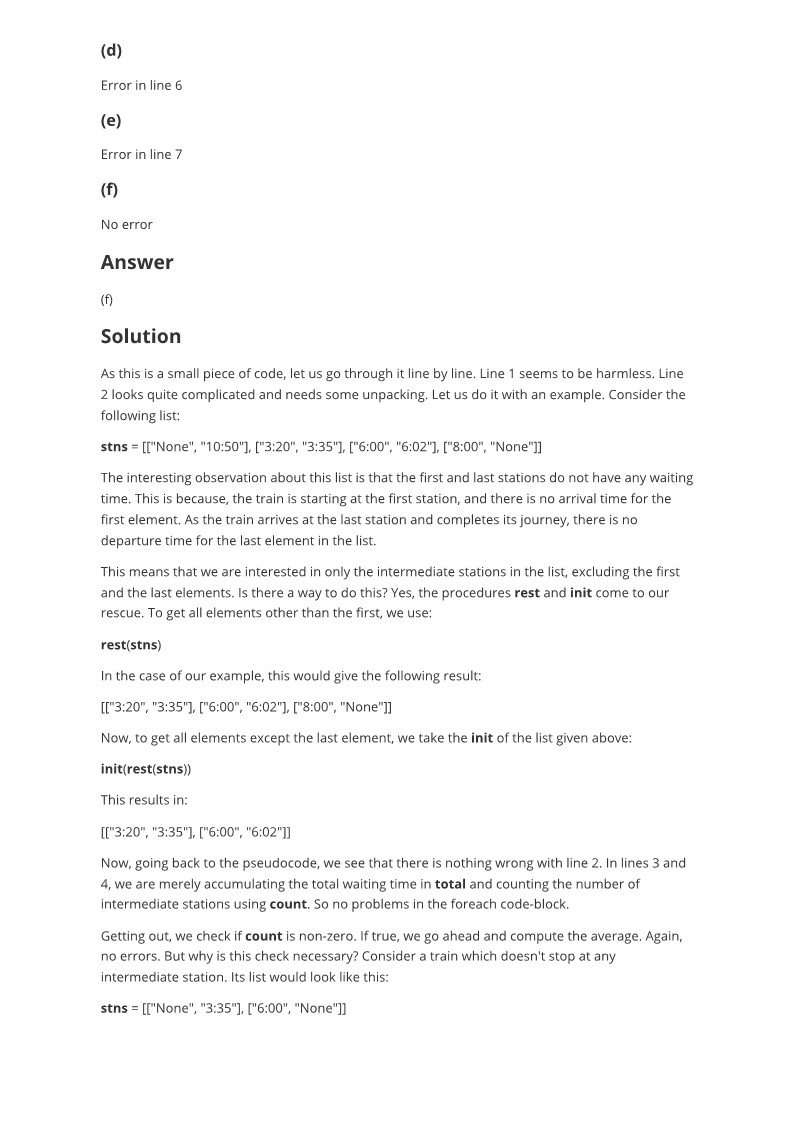 (d)
Error in line 6
(e)
Error in line 7
(f)
No error
Answer
(f)
Solution
As this is a small piece of code, let us go through it line by line. Line 1 seems to be harmless. Line
2 looks quite complicated and needs some unpacking. Let us do it with an example. Consider the
following list:
stns = [["None", "10:50"], ["3:20", "3:35"], ["6:00", "6:02"], ["8:00", "None"]]
The interesting observation about this list is that the first and last stations do not have any waiting
time. This is because, the train is starting at the first station, and there is no arrival time for the
first element. As the train arrives at the last station and completes its journey, there is no
departure time for the last element in the list.
This means that we are interested in only the intermediate stations in the list, excluding the first
and the last elements. Is there a way to do this? Yes, the procedures rest and init come to our
rescue. To get all elements other than the first, we use:
rest(stns)
In the case of our example, this would give the following result:
[["3:20", "3:35"], ["6:00", "6:02"], ["8:00", "None"]]
Now, to get all elements except the last element, we take the init of the list given above:
init(rest(stns))
This results in:
[["3:20", "3:35"], ["6:00", "6:02"]]
Now, going back to the pseudocode, we see that there is nothing wrong with line 2. In lines 3 and
4, we are merely accumulating the total waiting time in total and counting the number of
intermediate stations using count. So no problems in the foreach code-block.
Getting out, we check if count is non-zero. If true, we go ahead and compute the average. Again,
no errors. But why is this check necessary? Consider a train which doesn't stop at any
intermediate station. Its list would look like this:
stns = [["None", "3:35"], ["6:00", "None"]]